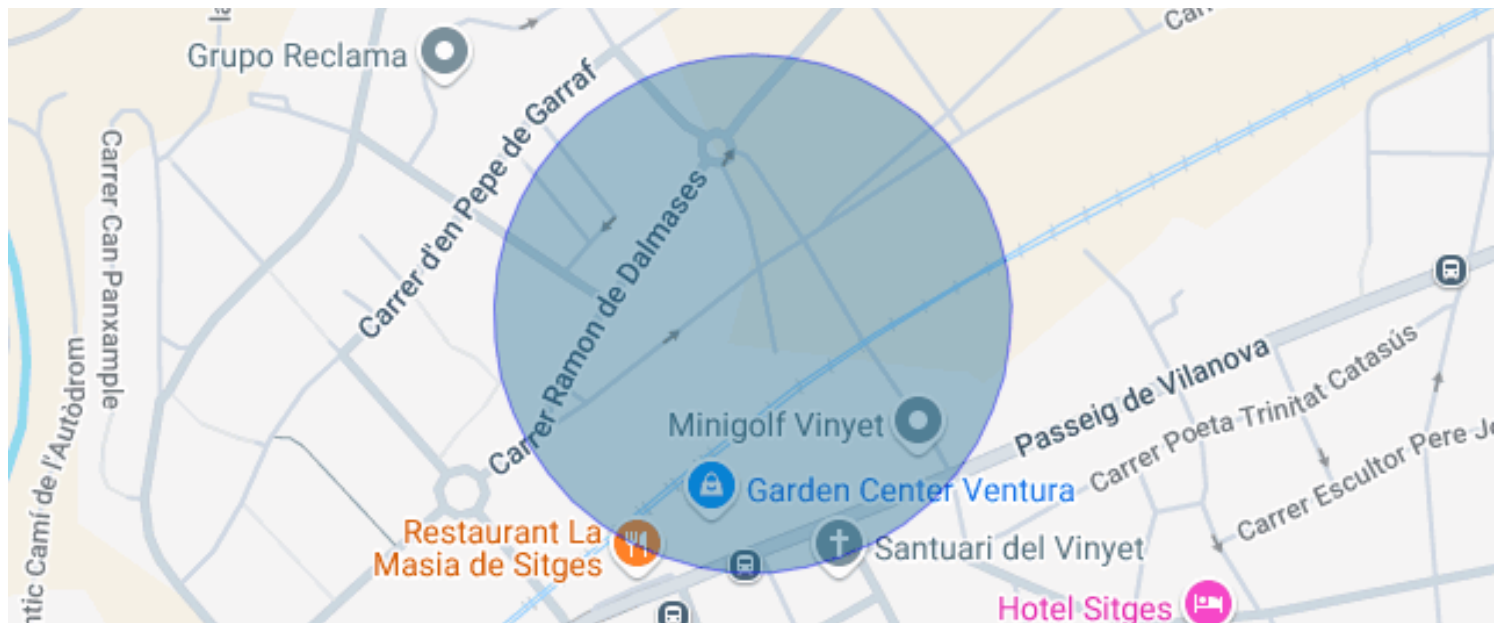 Grupo Reclama
Carrer d'en Pepe de Garraf
Carrer Can Panxample
Carrer Ramon de Dalmases
Camí de l'Autòdrom
Passeig de Vilanova
Carrer Poeta Trinitat Catasús
Carrer Escultor Pere
Minigolf Vinyet
Garden Center Ventura
Restaurant La
Masia de Sitges
Santuari del Vinyet
Hotel Sitges